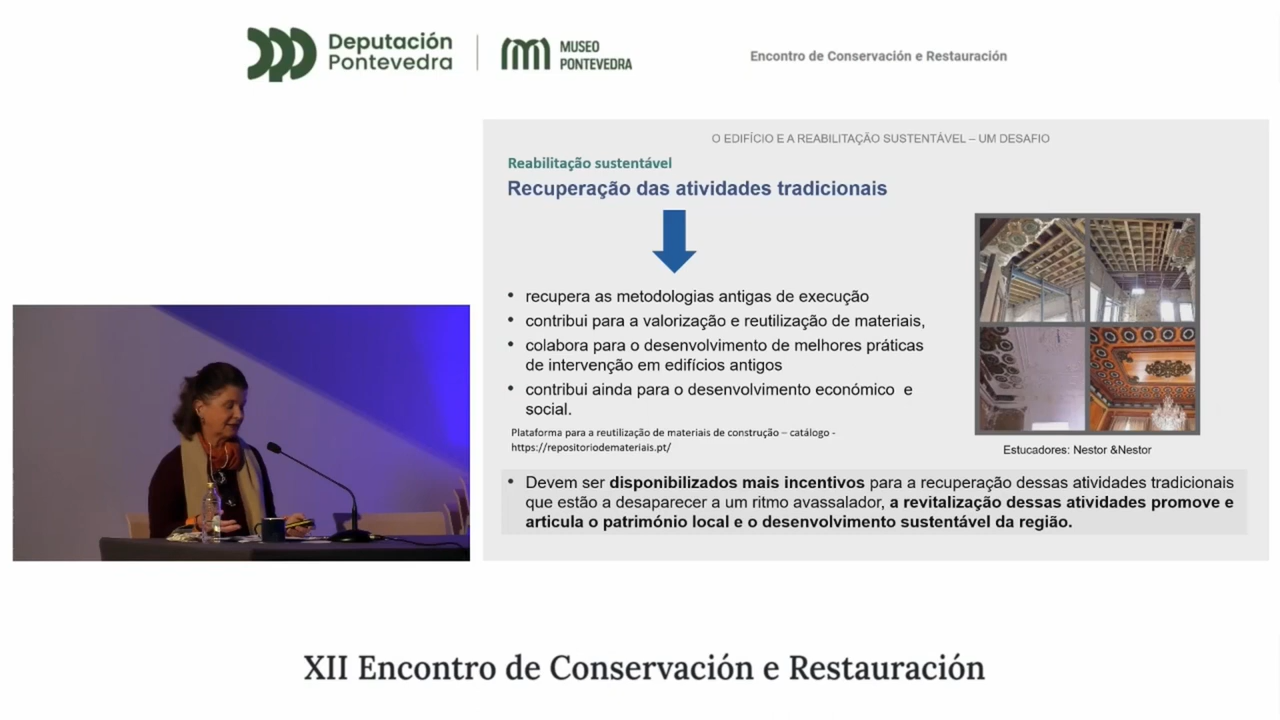 Deputación
Pontevedra
MUSEO
PONTEVEDRA
Encontro de Conservación e Restauración
O EDIFÍCIO E A REABILITAÇÃO SUSTENTÁVEL – UM DESAFIO
Reabilitação sustentável
Recuperação das atividades tradicionais
• recupera as metodologias antigas de execução
• contribui para a valorização e reutilização de materiais,
• colabora para o desenvolvimento de melhores práticas
de intervenção em edifícios antigos
• contribui ainda para o desenvolvimento económico e
social.
Plataforma para a reutilização de materiais de construção – catálogo -
https://repositoriodemateriais.pt/
Estucadores: Nestor &Nestor
• Devem ser disponibilizados mais incentivos para a recuperação dessas atividades tradicionais
que estão a desaparecer a um ritmo avassalador, a revitalização dessas atividades promove e
articula o património local e o desenvolvimento sustentável da região.
XII Encontro de Conservación e Restauración